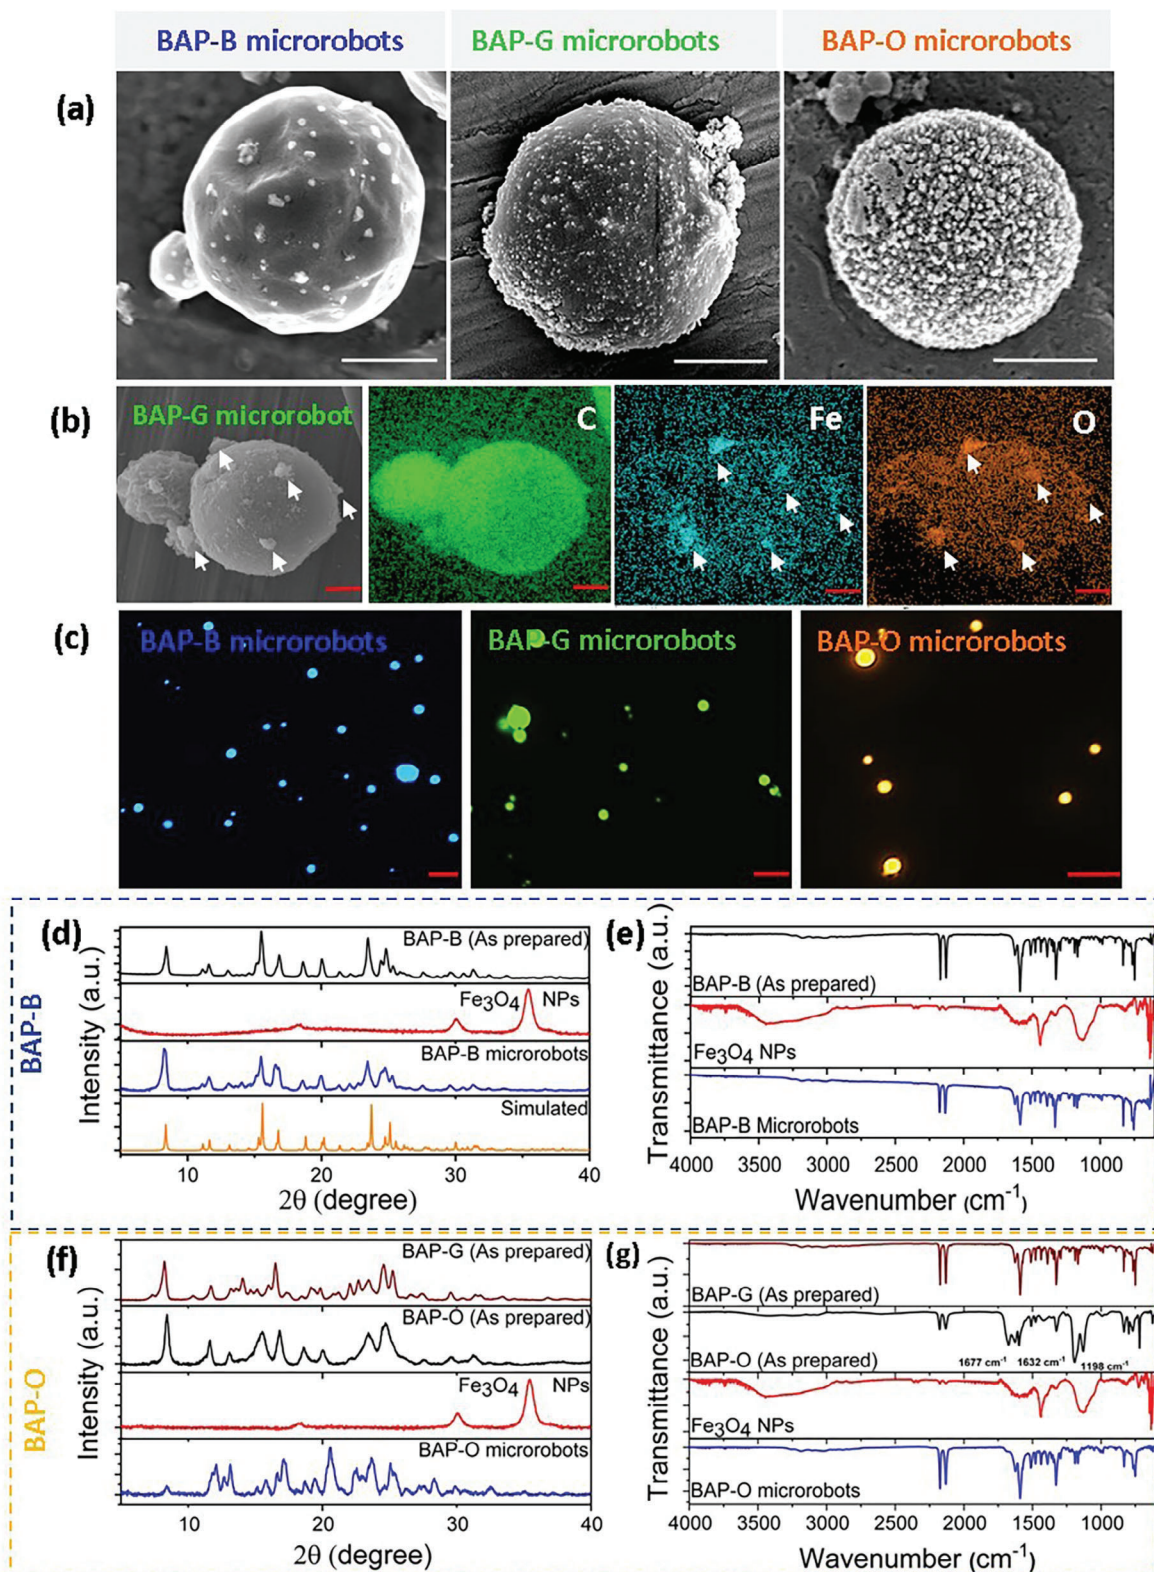 BAP-B microrobots BAP-G microrobots BAP-O microrobots
(a)
(b) BAP-G microrobot C Fe O
(c) BAP-B microrobots BAP-G microrobots BAP-O microrobots
BAP-B
(d)
Intensity (a.u.)
BAP-B (As prepared)
Fe₃O₄ NPs
BAP-B microrobots
Simulated
10 20 30 40
2θ (degree)
(e)
Transmittance (a.u.)
BAP-B (As prepared)
Fe₃O₄ NPs
BAP-B Microrobots
4000 3500 3000 2500 2000 1500 1000
Wavenumber (cm⁻¹)
BAP-O
(f)
Intensity (a.u.)
BAP-G (As prepared)
BAP-O (As prepared)
Fe₃O₄ NPs
BAP-O microrobots
10 20 30 40
2θ (degree)
(g)
Transmittance (a.u.)
BAP-G (As prepared)
BAP-O (As prepared)
1677 cm⁻¹ 1632 cm⁻¹ 1198 cm⁻¹
Fe₃O₄ NPs
BAP-O microrobots
4000 3500 3000 2500 2000 1500 1000
Wavenumber (cm⁻¹)